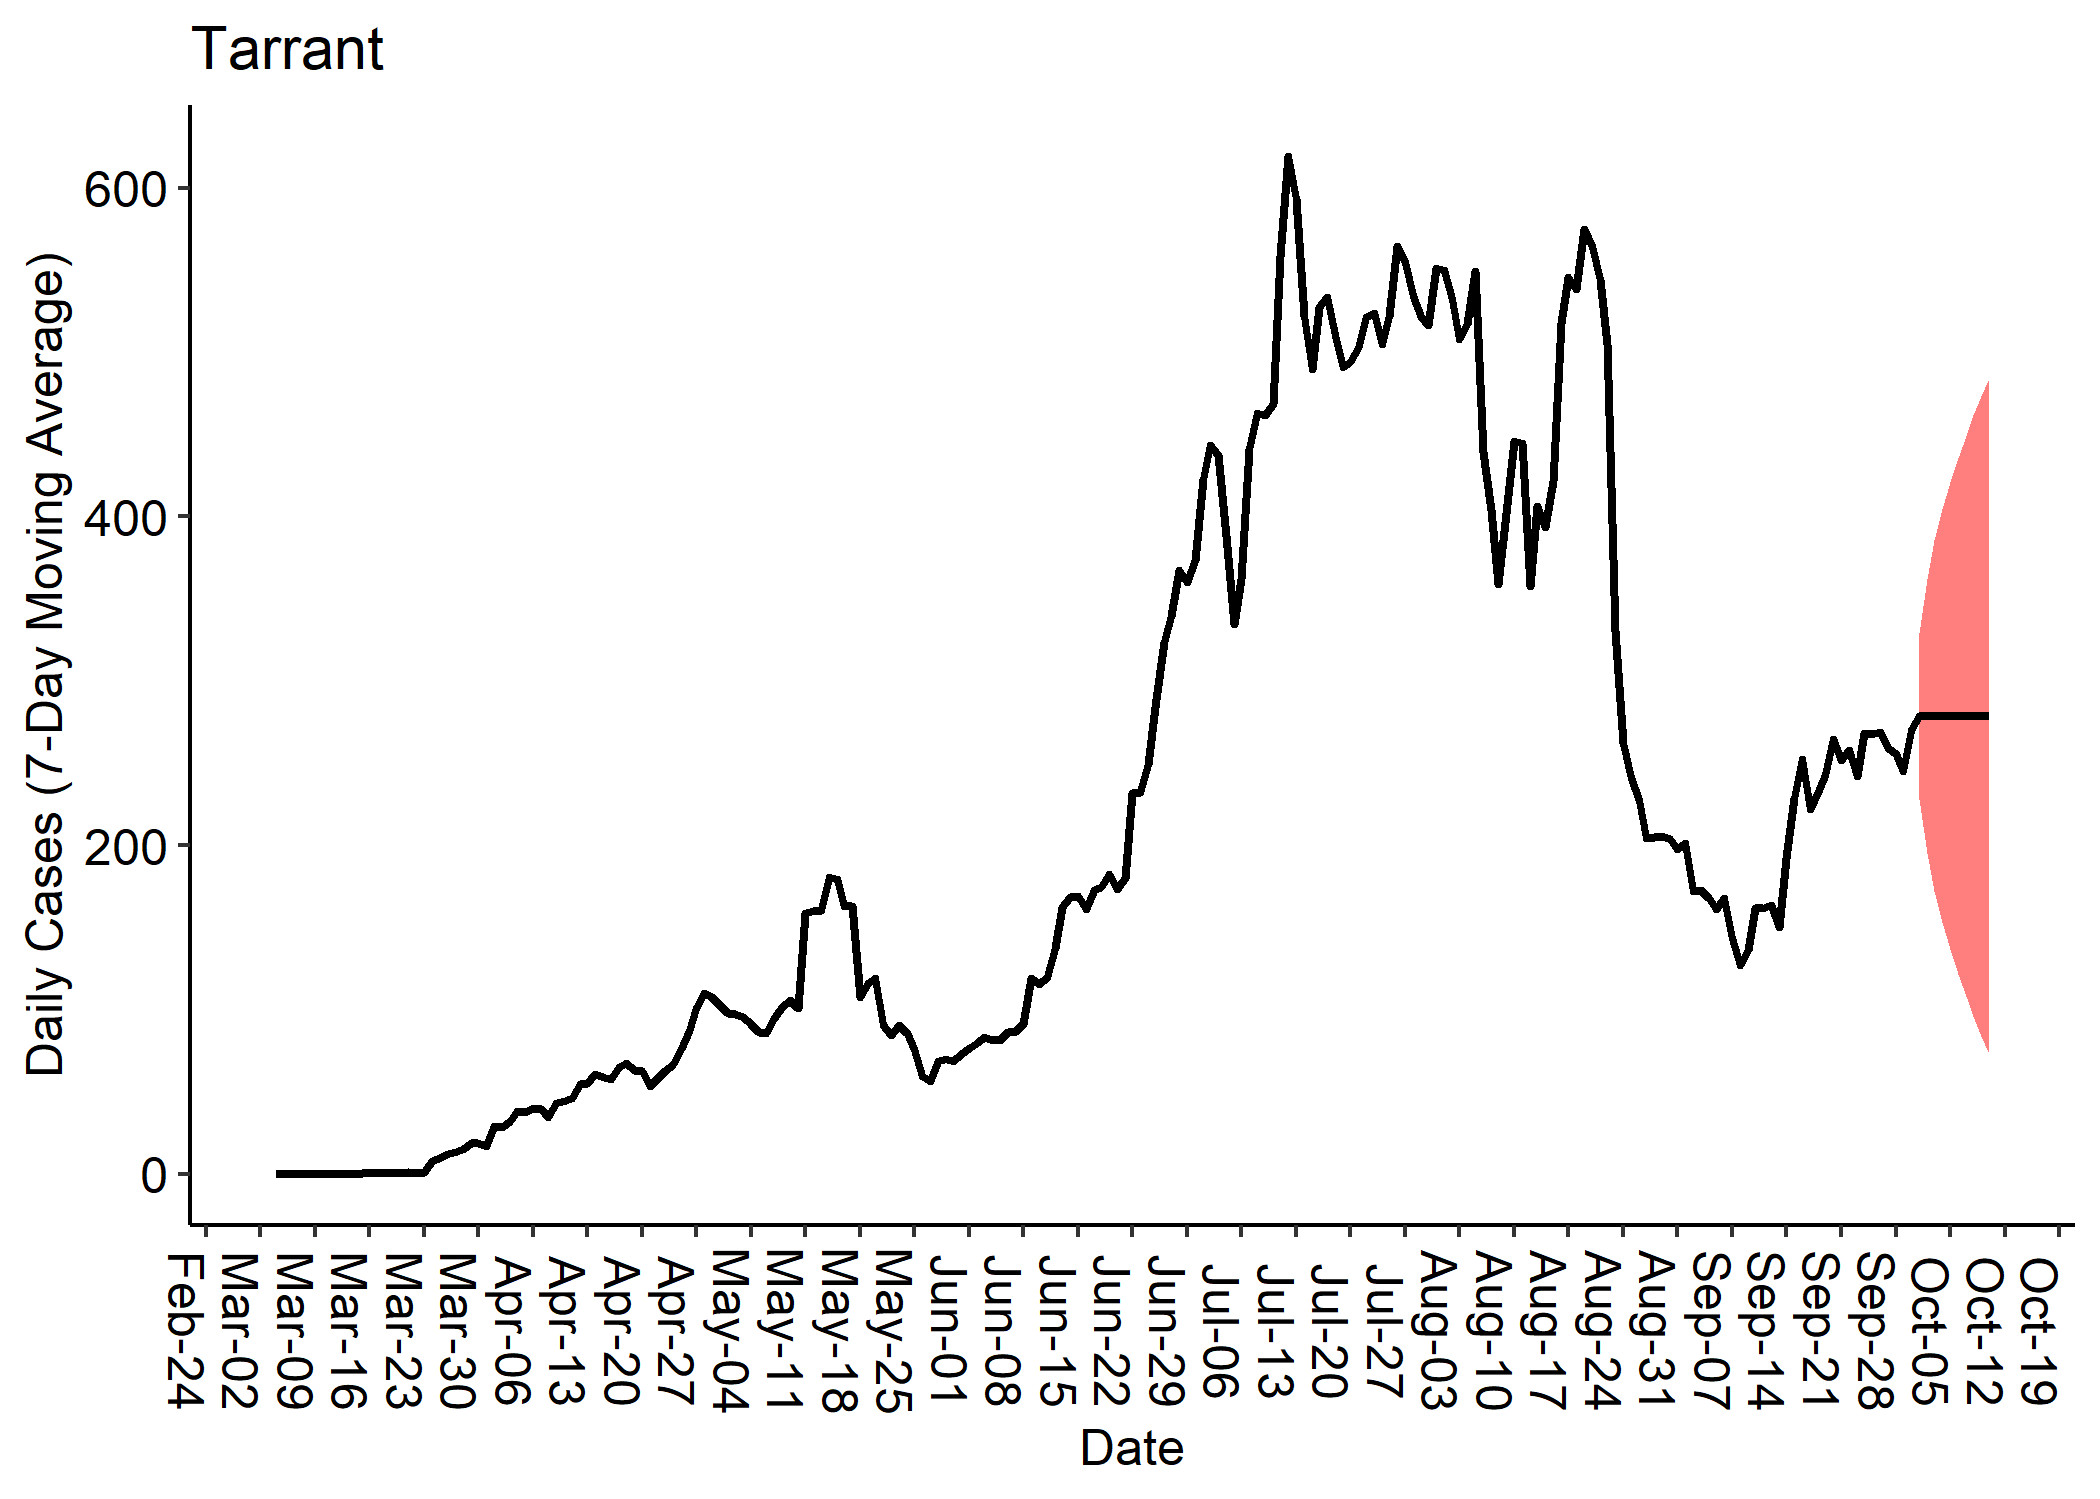 Tarrant
Daily Cases (7-Day Moving Average)
600
400
200
0
Feb-24
Mar-02
Mar-09
Mar-16
Mar-23
Mar-30
Apr-06
Apr-13
Apr-20
Apr-27
May-04
May-11
May-18
May-25
Jun-01
Jun-08
Jun-15
Jun-22
Jun-29
Jul-06
Jul-13
Jul-20
Jul-27
Aug-03
Aug-10
Aug-17
Aug-24
Aug-31
Sep-07
Sep-14
Sep-21
Sep-28
Oct-05
Oct-12
Oct-19
Date